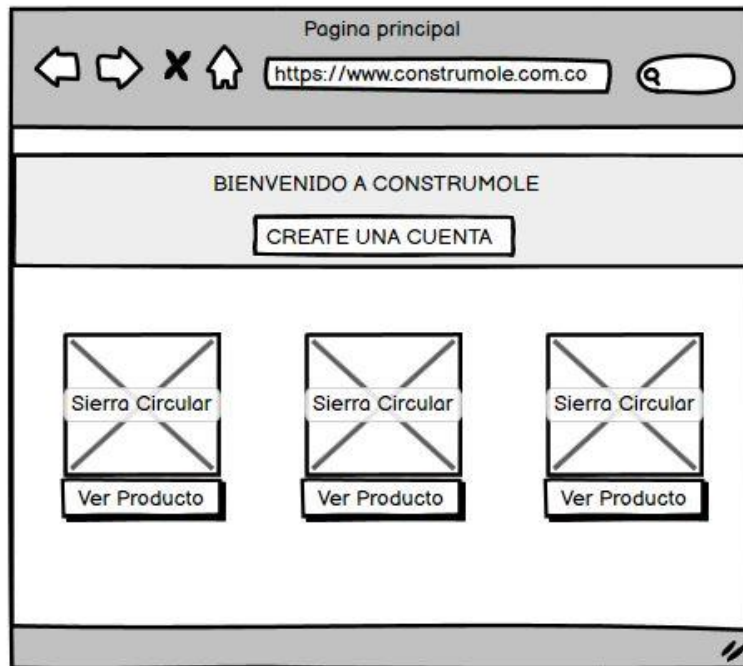 Pagina principal
https://www.construmole.com.co
BIENVENIDO A CONSTRUMOLE
CREATE UNA CUENTA
Sierra Circular
Sierra Circular
Sierra Circular
Ver Producto
Ver Producto
Ver Producto